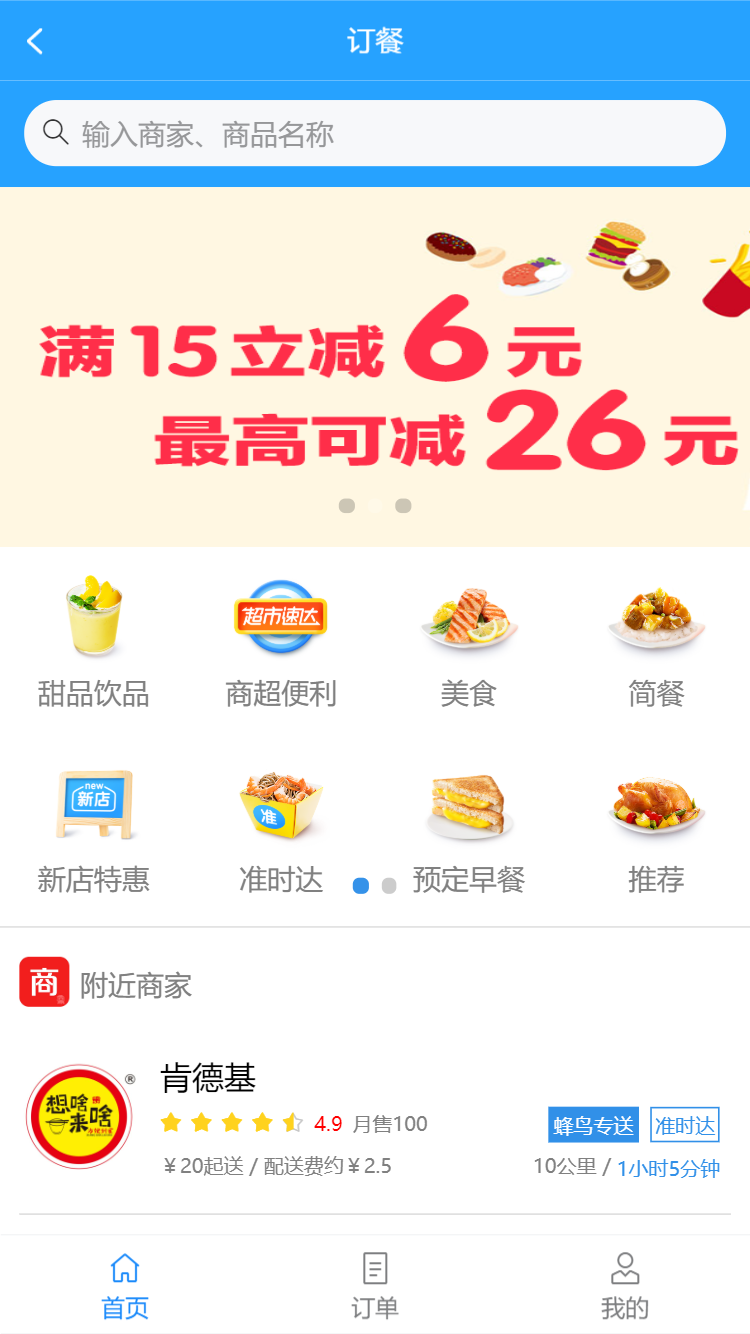 订餐
输入商家、商品名称
满15立减6元
最高可减26元
超市速达
甜品饮品 商超便利 美食 简餐
new
新店
准
新店特惠 准时达 预定早餐 推荐
商 附近商家
想啥来啥
®
肯德基
4.9 月售100 蜂鸟专送 准时达
¥20起送 / 配送费约¥2.5 10公里 / 1小时5分钟
首页 订单 我的